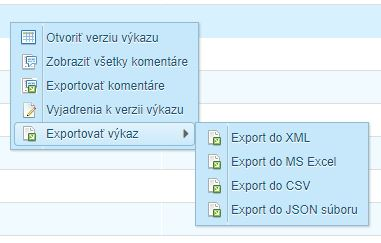 Otvoriť verziu výkazu
Zobraziť všetky komentáre
Exportovať komentáre
Vyjadrenia k verzii výkazu
Exportovať výkaz
Export do XML
Export do MS Excel
Export do CSV
Export do JSON súboru